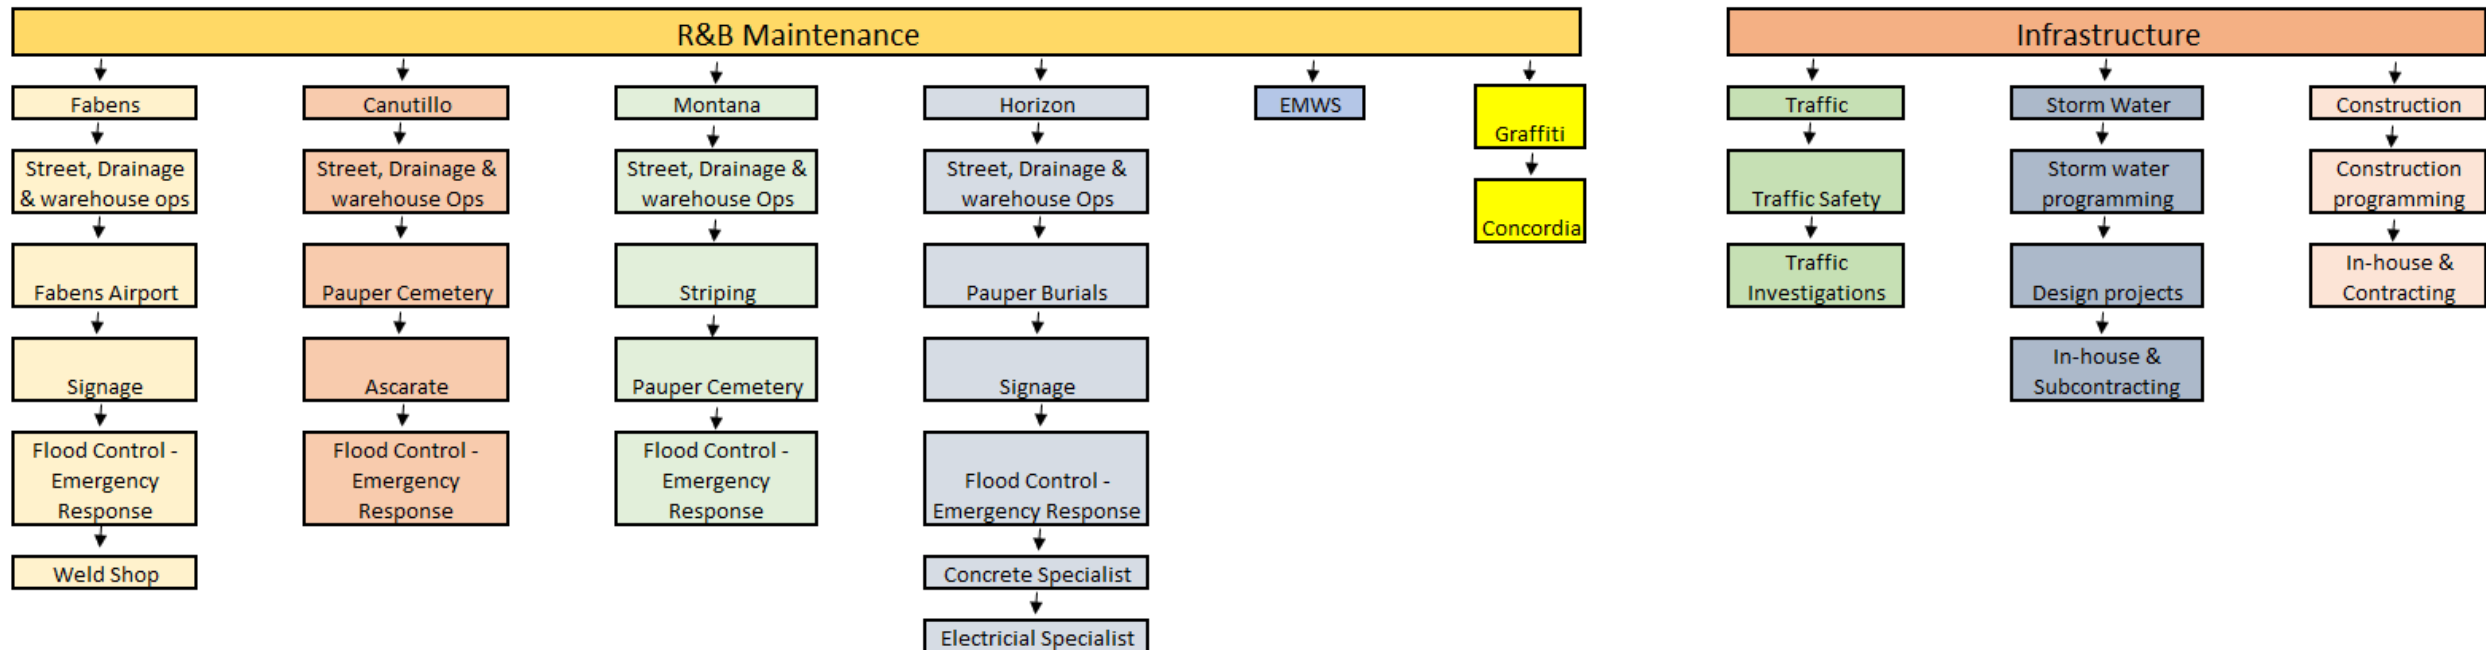 R&B Maintenance
Infrastructure
Fabens
Canutillo
Montana
Horizon
EMWS
Graffiti
Traffic
Storm Water
Construction
Street, Drainage
& warehouse ops
Street, Drainage &
warehouse Ops
Street, Drainage &
warehouse Ops
Street, Drainage &
warehouse Ops
Concordia
Traffic Safety
Storm water
programming
Construction
programming
Fabens Airport
Pauper Cemetery
Striping
Pauper Burials
Traffic
Investigations
Design projects
In-house &
Contracting
Signage
Ascarate
Pauper Cemetery
Signage
In-house &
Subcontracting
Flood Control -
Emergency
Response
Flood Control -
Emergency
Response
Flood Control -
Emergency
Response
Flood Control -
Emergency Response
Weld Shop
Concrete Specialist
Electricial Specialist